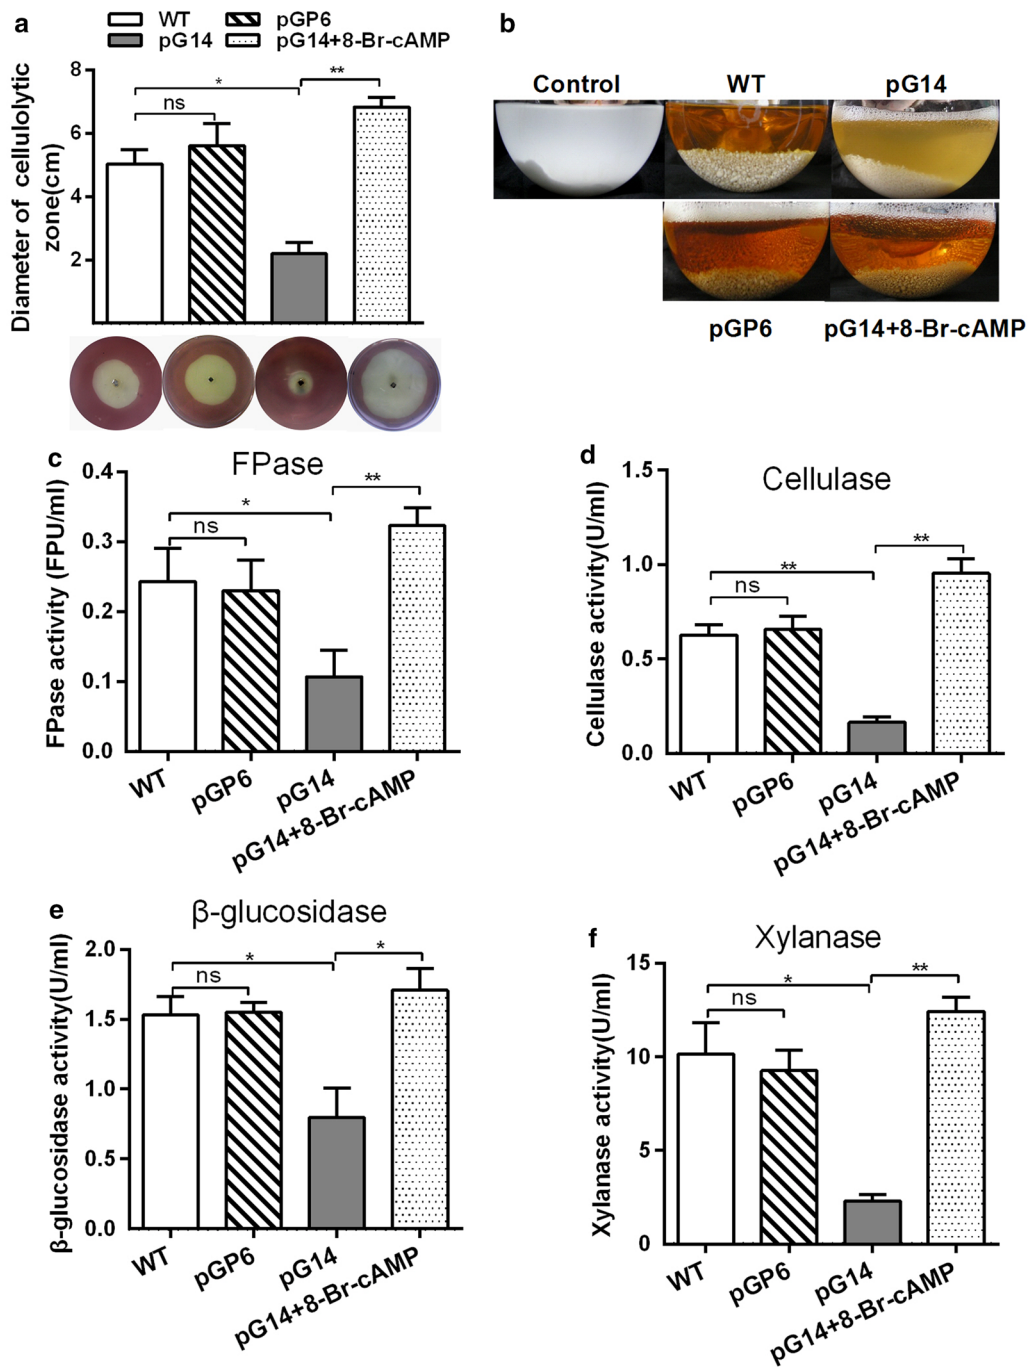 a
WT
pGP6
pG14
pG14+8-Br-cAMP
Diameter of cellulolytic
zone(cm)
8
6
4
2
ns
*
**
b
Control
WT
pG14
pGP6
pG14+8-Br-cAMP
c
FPase
FPase activity (FPU/ml)
0.4
0.3
0.2
0.1
0.0
ns
*
**
WT
pGP6
pG14
pG14+8-Br-cAMP
d
Cellulase
Cellulase activity(U/ml)
1.5
1.0
0.5
0.0
ns
**
**
WT
pGP6
pG14
pG14+8-Br-cAMP
e
β-glucosidase
β-glucosidase activity(U/ml)
2.0
1.5
1.0
0.5
0.0
ns
*
*
WT
pGP6
pG14
pG14+8-Br-cAMP
f
Xylanase
Xylanase activity(U/ml)
15
10
5
0
ns
*
**
WT
pGP6
pG14
pG14+8-Br-cAMP